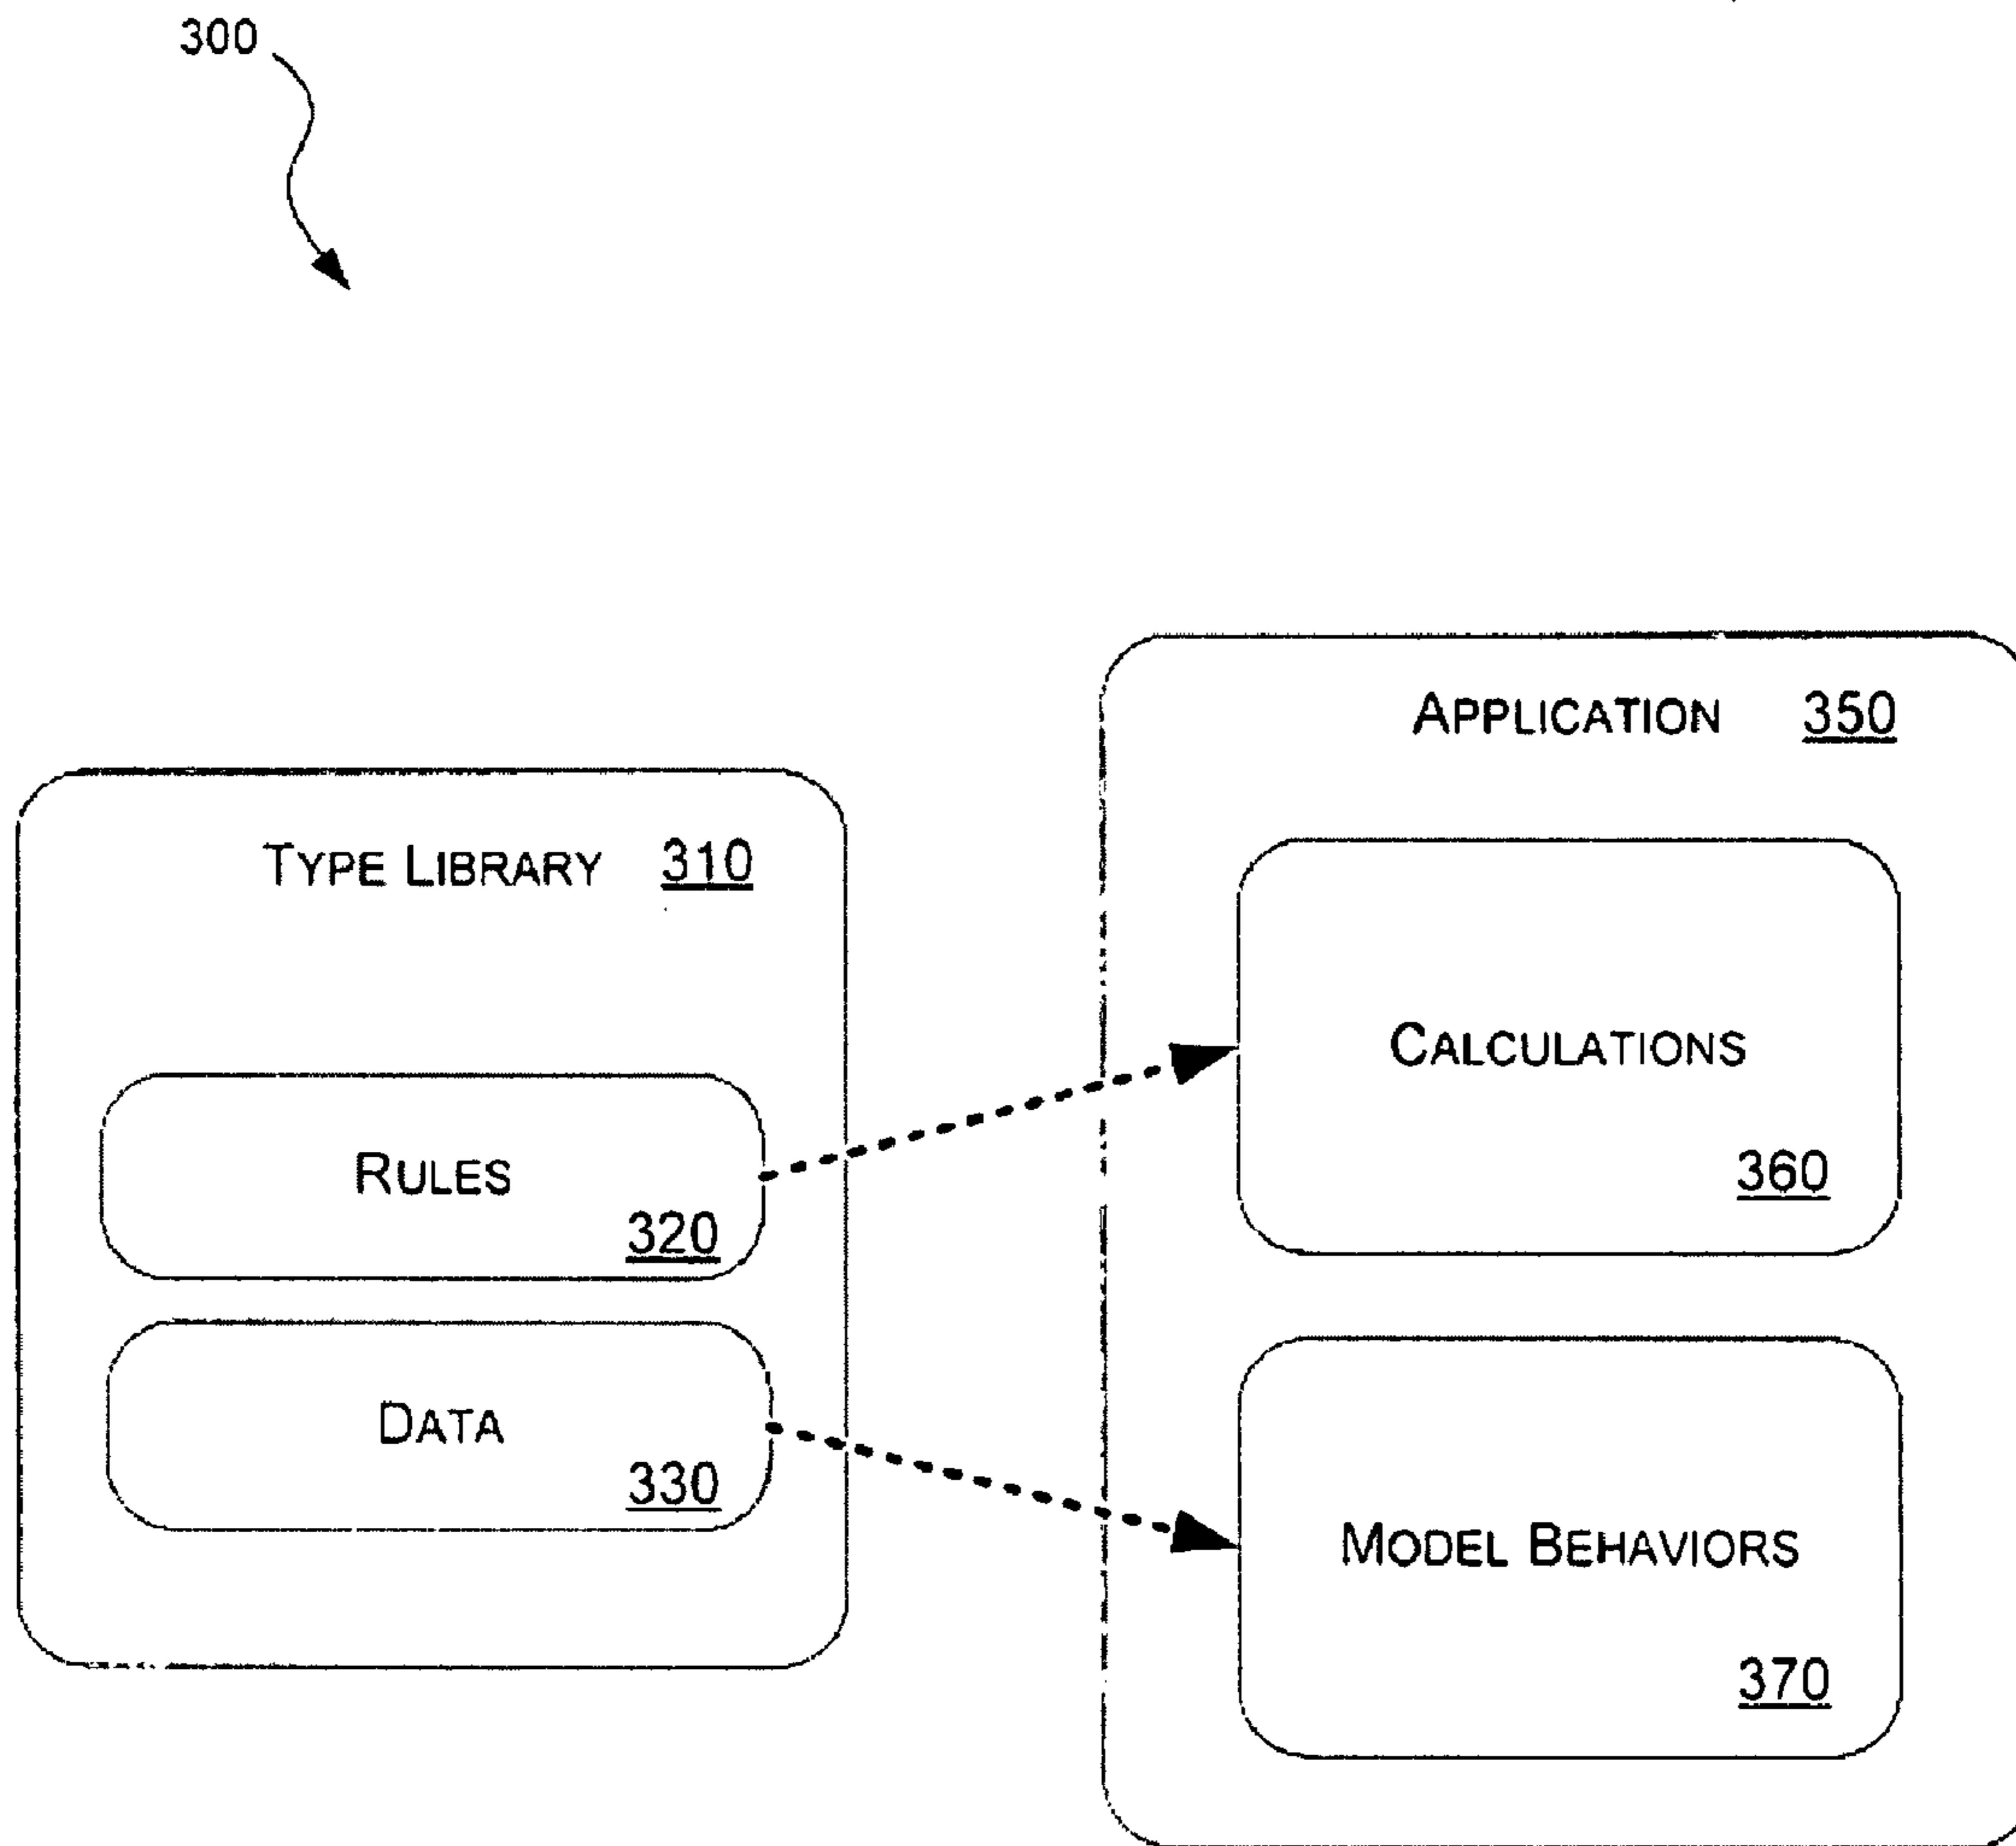 300
APPLICATION 350
TYPE LIBRARY 310
CALCULATIONS
360
RULES
320
DATA
330
MODEL BEHAVIORS
370